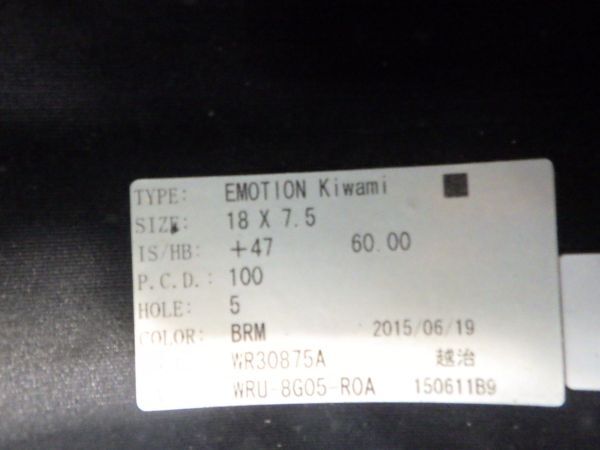 TYPE: EMOTION Kiwami
SIZE: 18 X 7.5
IS/HB: +47 60.00
P.C.D.: 100
HOLE: 5
COLOR: BRM 2015/06/19
WR30875A 越治
WRU-8G05-R0A 150611B9